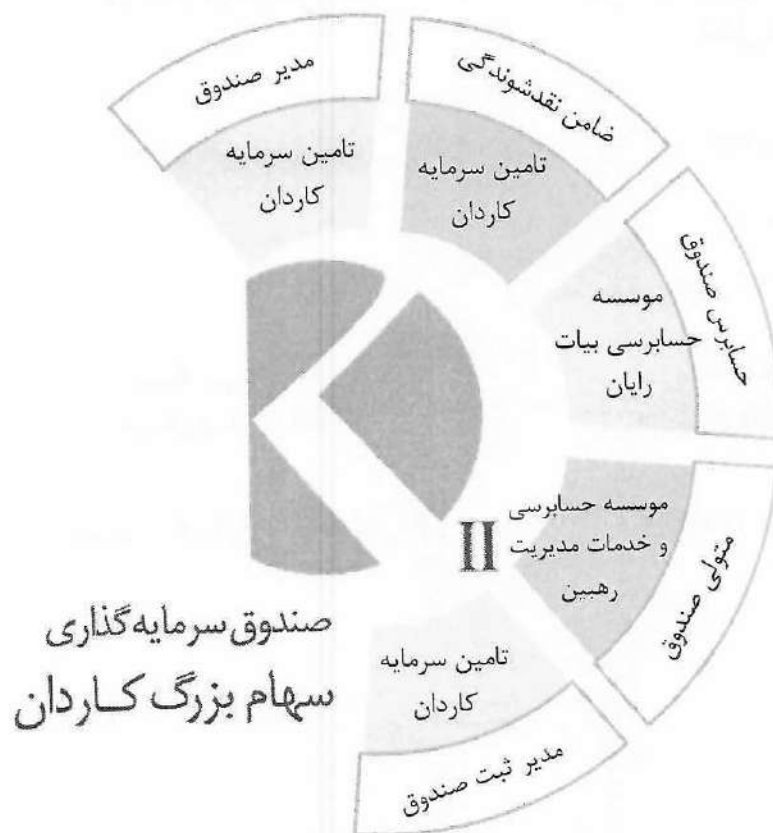 مدیر صندوق
تامین سرمایه
کاردان
ضامن نقدشوندگی
تامین سرمایه
کاردان
حسابرس صندوق
موسسه
حسابرسی بیات
رایان
متولی صندوق
موسسه حسابرسی
و خدمات مدیریت
رهبین
مدیر ثبت صندوق
تامین سرمایه
کاردان
II
صندوق سرمایه‌گذاری
سهام بزرگ کاردان